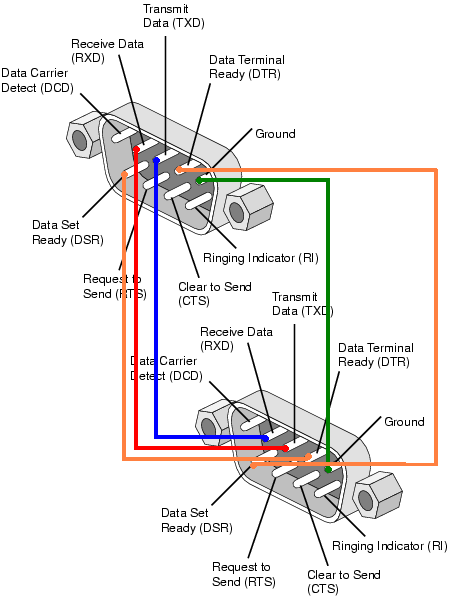 Transmit
Data (TXD)
Receive Data
(RXD)
Data Carrier
Detect (DCD)
Data Terminal
Ready (DTR)
Ground
Data Set
Ready (DSR)
Ringing Indicator (RI)
Request to
Send (RTS)
Clear to Send
(CTS)
Transmit
Data (TXD)
Receive Data
(RXD)
Data Terminal
Ready (DTR)
Data Carrier
Detect (DCD)
Ground
Data Set
Ready (DSR)
Ringing Indicator (RI)
Request to
Send (RTS)
Clear to Send
(CTS)